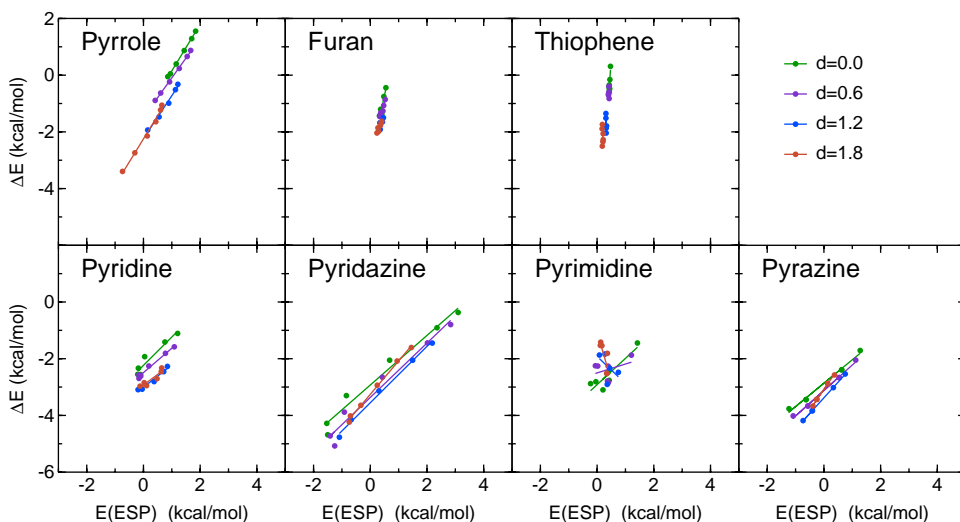 Pyrrole
Furan
Thiophene
d=0.0
d=0.6
d=1.2
d=1.8
ΔE (kcal/mol)
2
0
-2
-4
Pyridine
Pyridazine
Pyrimidine
Pyrazine
ΔE (kcal/mol)
0
-2
-4
-6
-2 0 2 4 -2 0 2 4 -2 0 2 4 -2 0 2 4
E(ESP) (kcal/mol) E(ESP) (kcal/mol) E(ESP) (kcal/mol) E(ESP) (kcal/mol)